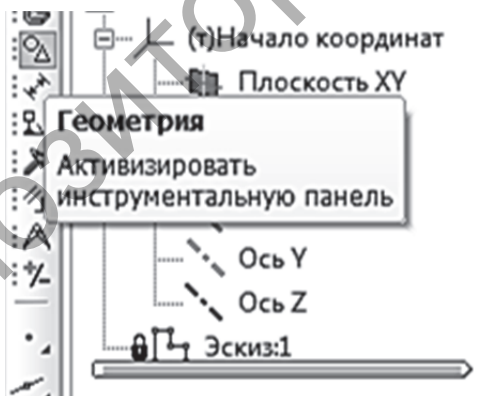 (т)Начало координат
Плоскость XY
Геометрия
Активизировать
инструментальную панель
Ось Y
Ось Z
Эскиз:1